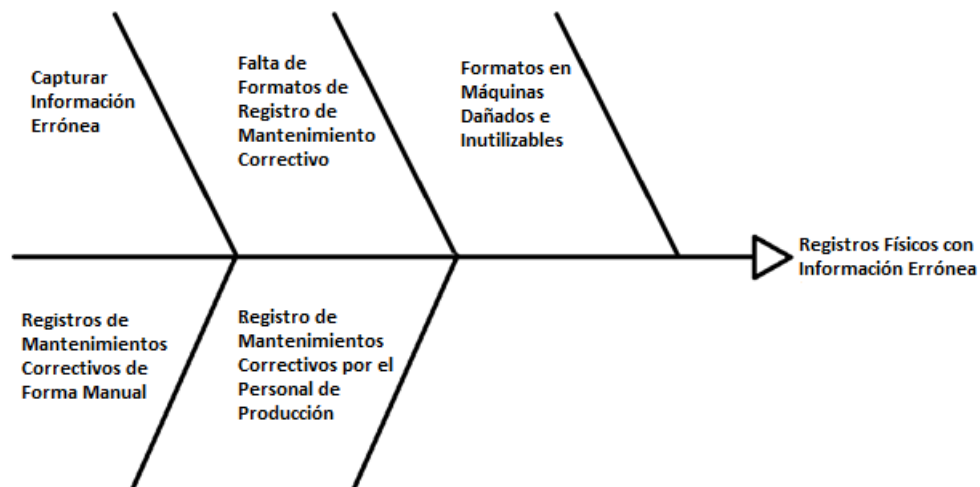 Capturar
Información
Errónea
Falta de
Formatos de
Registro de
Mantenimiento
Correctivo
Formatos en
Máquinas
Dañados e
Inutilizables
Registros Físicos con
Información Errónea
Registros de
Mantenimientos
Correctivos de
Forma Manual
Registro de
Mantenimientos
Correctivos por el
Personal de
Producción